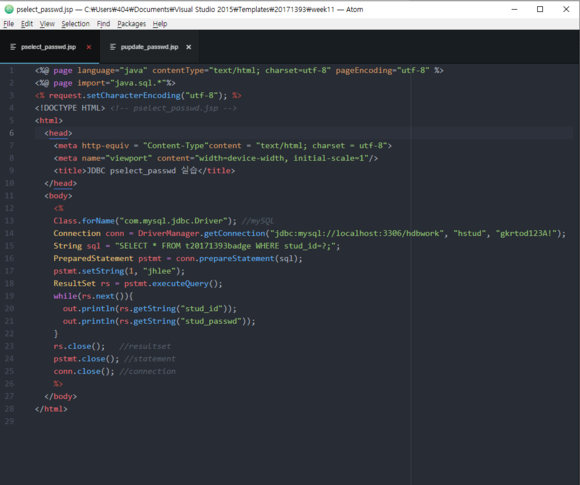 pselect_passwd.jsp — C:₩Users₩404₩Documents₩Visual Studio 2015₩Templates₩20171393₩week11 — Atom
File Edit View Selection Find Packages Help
pselect_passwd.jsp × pupdate_passwd.jsp ×
1 <%@ page language="java" contentType="text/html; charset=utf-8" pageEncoding="utf-8" %>
2 <%@ page import="java.sql.*"%>
3 <% request.setCharacterEncoding("utf-8"); %>
4 <!DOCTYPE HTML> <!-- pselect_passwd.jsp -->
5 <html>
6 <head>
7 <meta http-equiv = "Content-Type"content = "text/html; charset = utf-8">
8 <meta name="viewport" content="width=device-width, initial-scale=1"/>
9 <title>JDBC pselect_passwd 실습</title>
10 </head>
11 <body>
12 <%
13 Class.forName("com.mysql.jdbc.Driver"); //mySQL
14 Connection conn = DriverManager.getConnection("jdbc:mysql://localhost:3306/hdbwork", "hstud", "gkrtod123A!");
15 String sql = "SELECT * FROM t20171393badge WHERE stud_id=?;";
16 PreparedStatement pstmt = conn.prepareStatement(sql);
17 pstmt.setString(1, "jhlee");
18 ResultSet rs = pstmt.executeQuery();
19 while(rs.next()){
20 out.println(rs.getString("stud_id"));
21 out.println(rs.getString("stud_passwd"));
22 }
23 rs.close(); //resultset
24 pstmt.close(); //statement
25 conn.close(); //connection
26 %>
27 </body>
28 </html>
29